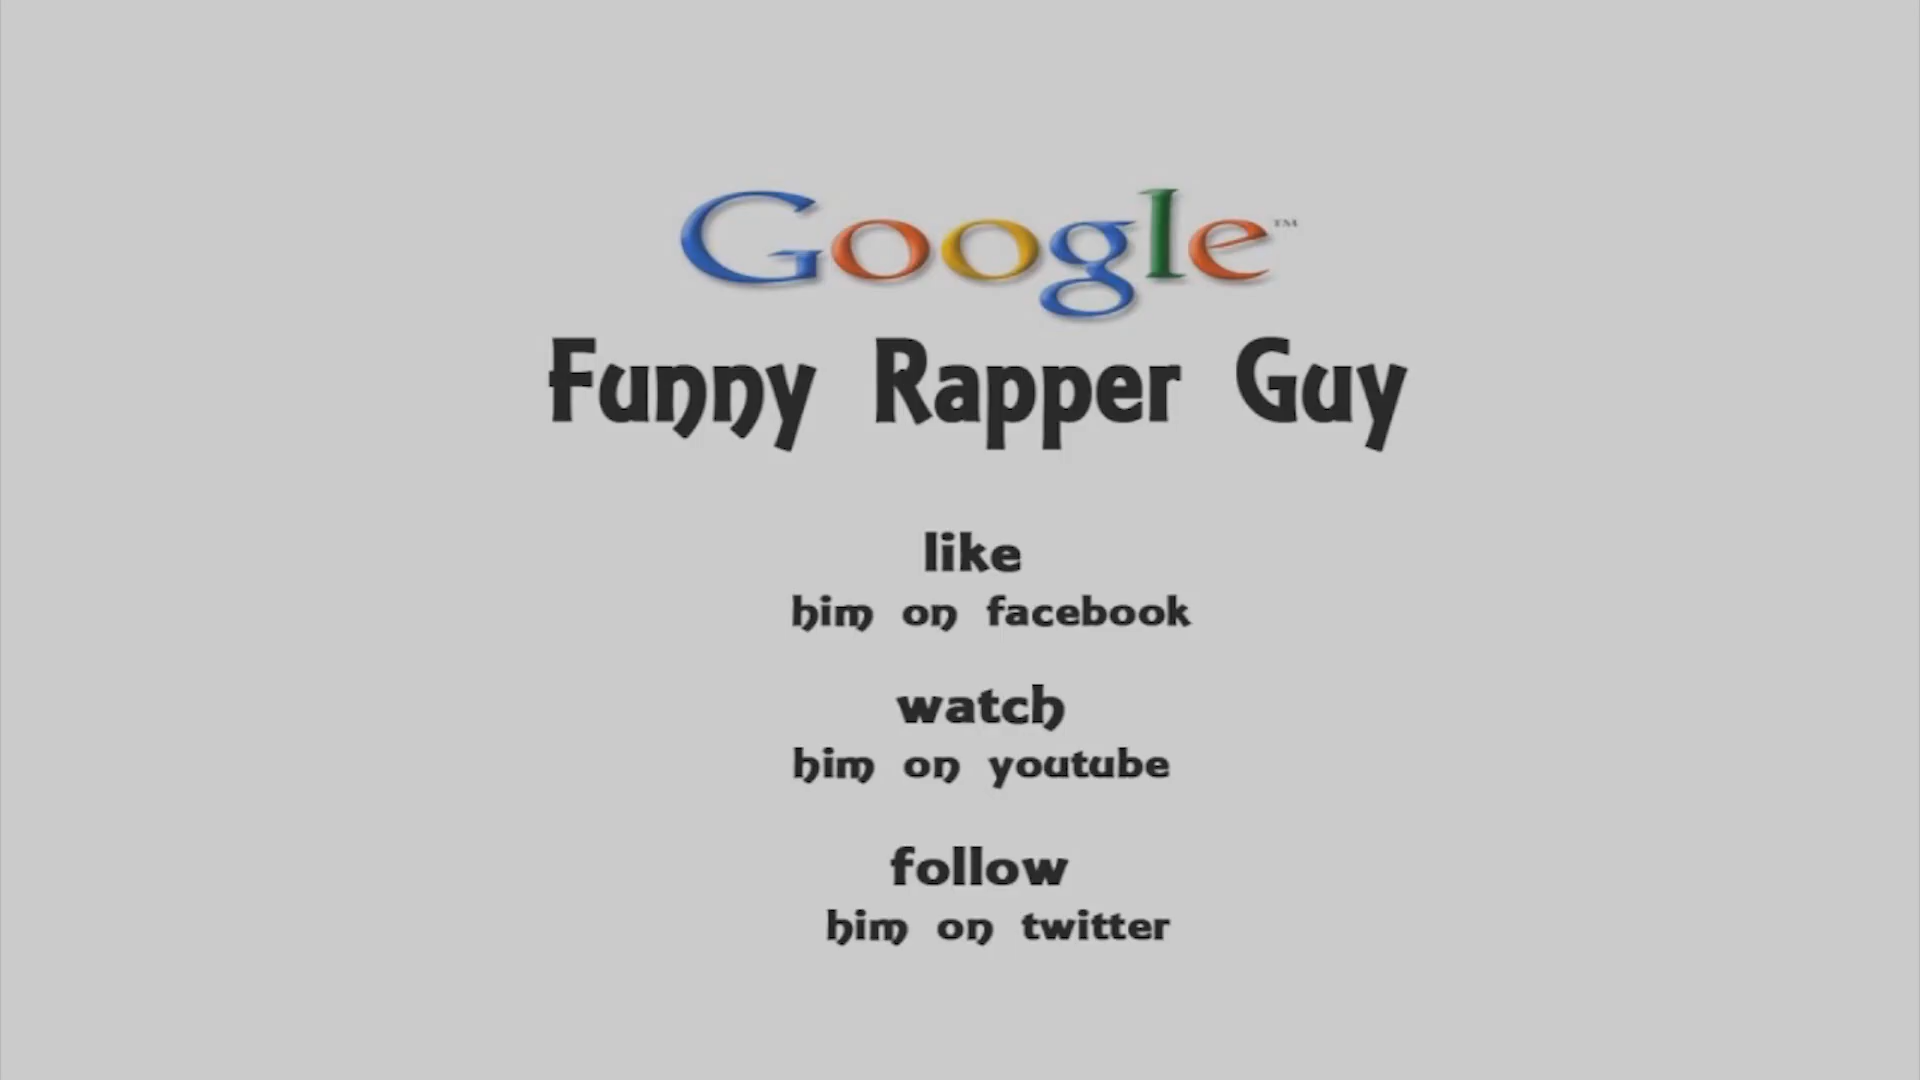 Google™
Funny Rapper Guy
like
him on facebook
watch
him on youtube
follow
him on twitter